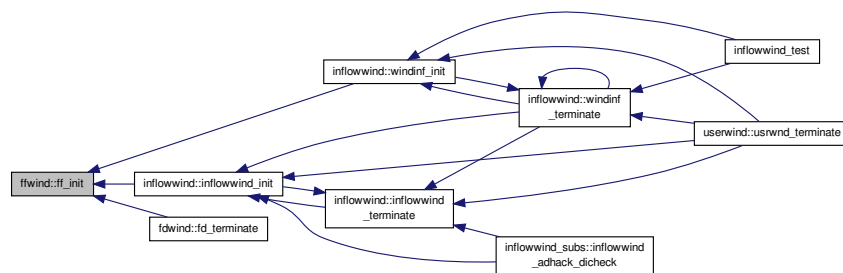 inflowwind_test
inflowwind::windinf_init
inflowwind::windinf
_terminate
userwind::usrwnd_terminate
ffwind::ff_init
inflowwind::inflowwind_init
inflowwind::inflowwind
_terminate
fdwind::fd_terminate
inflowwind_subs::inflowwind
_adhack_dicheck